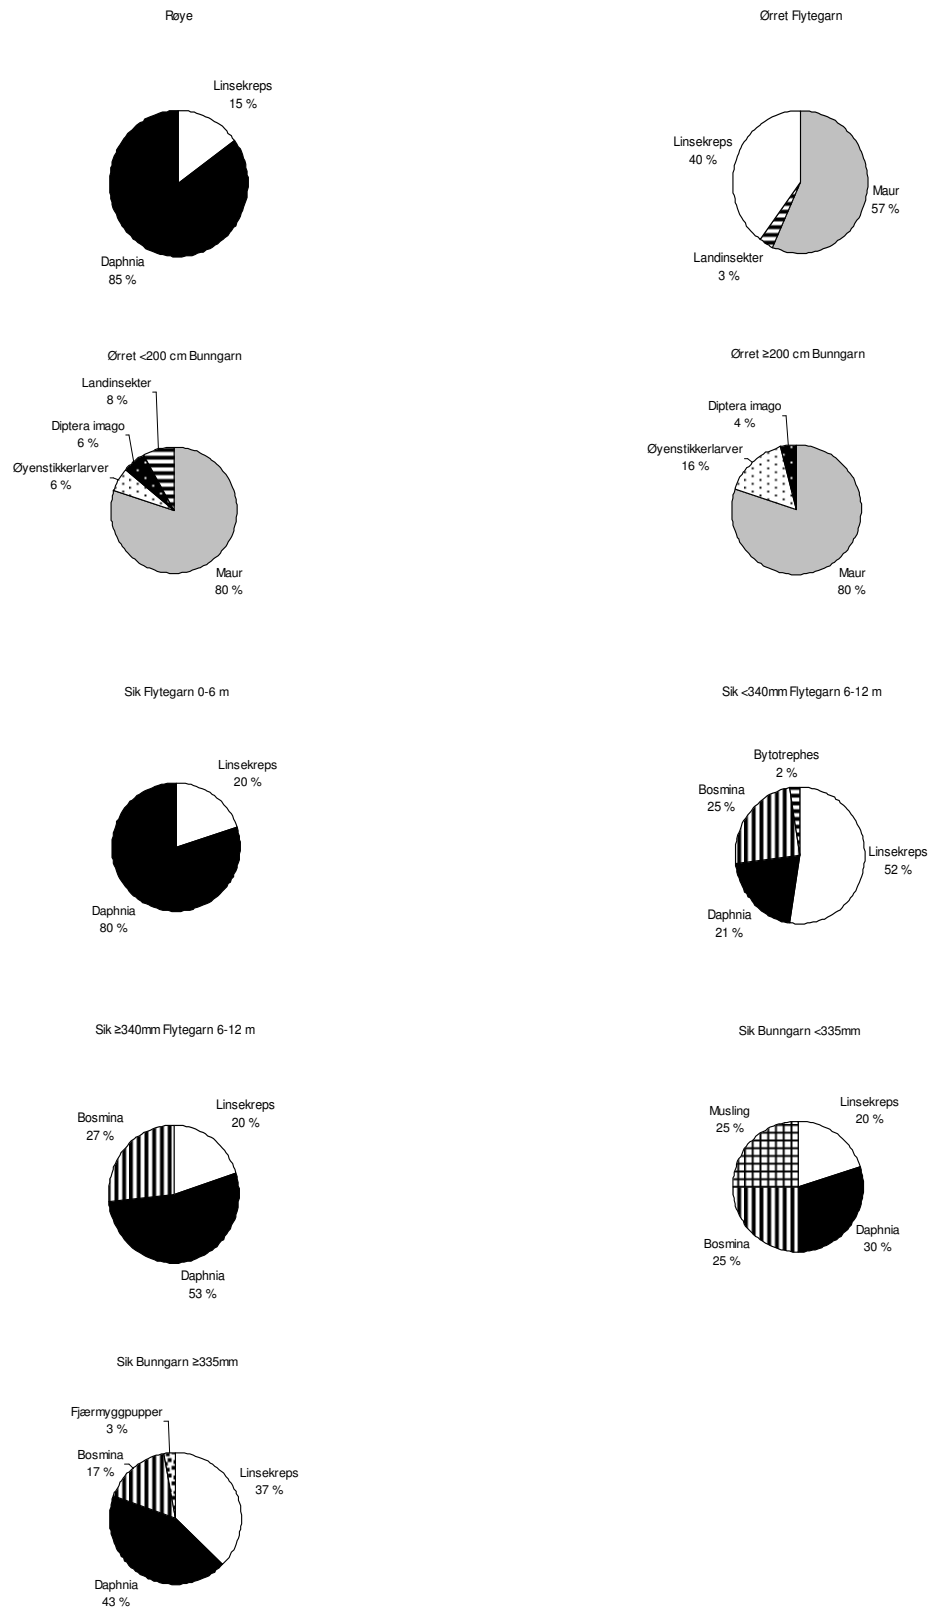 Røye
Linsekreps
15 %
Daphnia
85 %
Ørret Flytegarn
Linsekreps
40 %
Maur
57 %
Landinsekter
3 %
Ørret <200 cm Bunngarn
Landinsekter
8 %
Diptera imago
6 %
Øyenstikkerlarver
6 %
Maur
80 %
Ørret ≥200 cm Bunngarn
Diptera imago
4 %
Øyenstikkerlarver
16 %
Maur
80 %
Sik Flytegarn 0-6 m
Linsekreps
20 %
Daphnia
80 %
Sik <340mm Flytegarn 6-12 m
Bytotrephes
2 %
Bosmina
25 %
Linsekreps
52 %
Daphnia
21 %
Sik ≥340mm Flytegarn 6-12 m
Linsekreps
20 %
Bosmina
27 %
Daphnia
53 %
Sik Bunngarn <335mm
Linsekreps
20 %
Musling
25 %
Daphnia
30 %
Bosmina
25 %
Sik Bunngarn ≥335mm
Fjærmyggpupper
3 %
Bosmina
17 %
Linsekreps
37 %
Daphnia
43 %